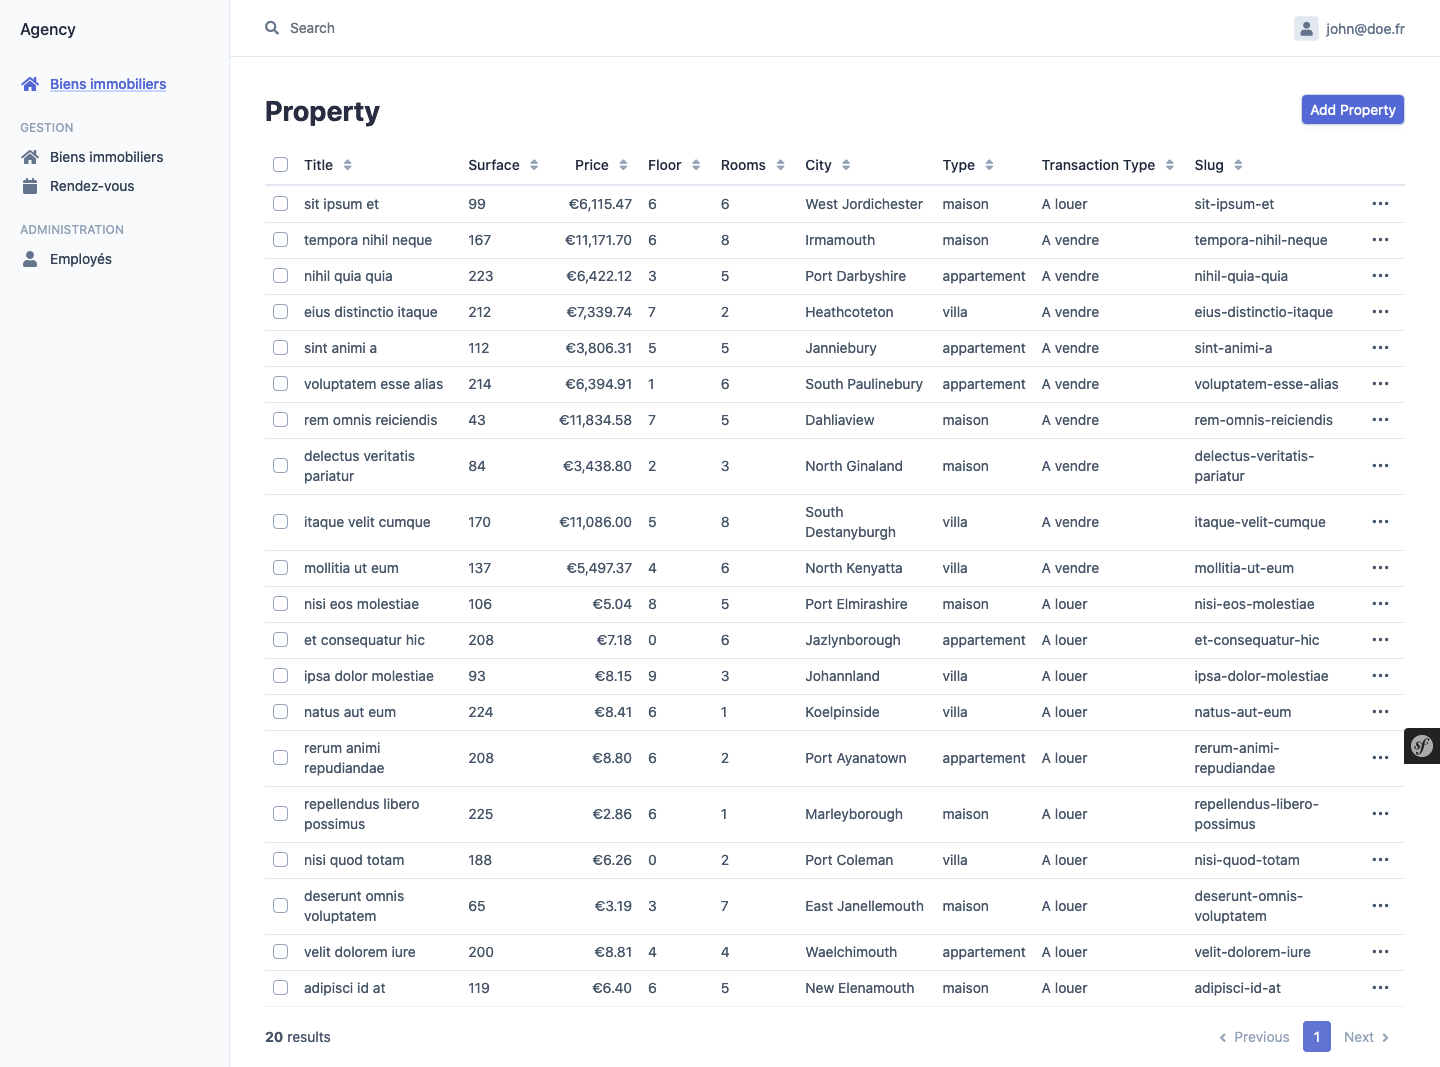 Agency
Search
john@doe.fr
Biens immobiliers
GESTION
Biens immobiliers
Rendez-vous
ADMINISTRATION
Employés
Property
Add Property
Title Surface Price Floor Rooms City Type Transaction Type Slug
sit ipsum et 99 €6,115.47 6 6 West Jordichester maison A louer sit-ipsum-et
tempora nihil neque 167 €11,171.70 6 8 Irmamouth maison A vendre tempora-nihil-neque
nihil quia quia 223 €6,422.12 3 5 Port Darbyshire appartement A vendre nihil-quia-quia
eius distinctio itaque 212 €7,339.74 7 2 Heathcoteton villa A vendre eius-distinctio-itaque
sint animi a 112 €3,806.31 5 5 Janniebury appartement A vendre sint-animi-a
voluptatem esse alias 214 €6,394.91 1 6 South Paulinebury appartement A vendre voluptatem-esse-alias
rem omnis reiciendis 43 €11,834.58 7 5 Dahliaview maison A vendre rem-omnis-reiciendis
delectus veritatis
pariatur 84 €3,438.80 2 3 North Ginaland maison A vendre delectus-veritatis-
pariatur
itaque velit cumque 170 €11,086.00 5 8 South
Destanyburgh villa A vendre itaque-velit-cumque
mollitia ut eum 137 €5,497.37 4 6 North Kenyatta villa A vendre mollitia-ut-eum
nisi eos molestiae 106 €5.04 8 5 Port Elmirashire maison A louer nisi-eos-molestiae
et consequatur hic 208 €7.18 0 6 Jazlynborough appartement A louer et-consequatur-hic
ipsa dolor molestiae 93 €8.15 9 3 Johannland villa A louer ipsa-dolor-molestiae
natus aut eum 224 €8.41 6 1 Koelpinside villa A louer natus-aut-eum
rerum animi
repudiandae 208 €8.80 6 2 Port Ayanatown appartement A louer rerum-animi-
repudiandae
repellendus libero
possimus 225 €2.86 6 1 Marleyborough maison A louer repellendus-libero-
possimus
nisi quod totam 188 €6.26 0 2 Port Coleman villa A louer nisi-quod-totam
deserunt omnis
voluptatem 65 €3.19 3 7 East Janellemouth maison A louer deserunt-omnis-
voluptatem
velit dolorem iure 200 €8.81 4 4 Waelchimouth appartement A louer velit-dolorem-iure
adipisci id at 119 €6.40 6 5 New Elenamouth maison A louer adipisci-id-at
20 results
Previous 1 Next
sf